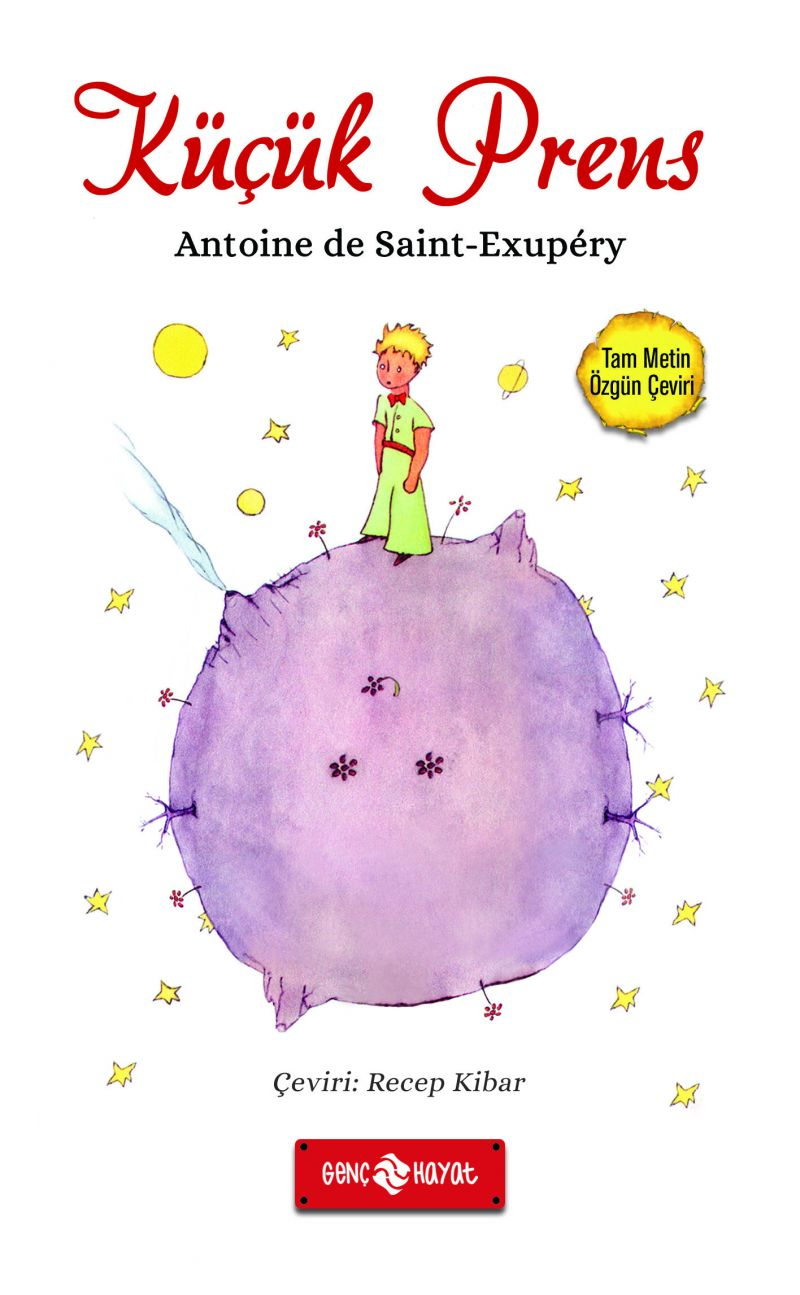 Küçük Prens
Antoine de Saint-Exupéry
Tam Metin
Özgün Çeviri
Çeviri: Recep Kibar
GENÇ HAYAt